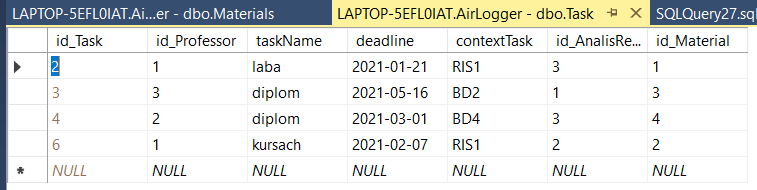 LAPTOP-5EFL0IAT.Ai...er - dbo.Materials LAPTOP-5EFL0IAT.AirLogger - dbo.Task SQLQuery27.sq
id_Task id_Professor taskName deadline contextTask id_AnalisRe... id_Material
2 1 laba 2021-01-21 RIS1 3 1
3 3 diplom 2021-05-16 BD2 1 3
4 2 diplom 2021-03-01 BD4 3 4
6 1 kursach 2021-02-07 RIS1 2 2
NULL NULL NULL NULL NULL NULL NULL